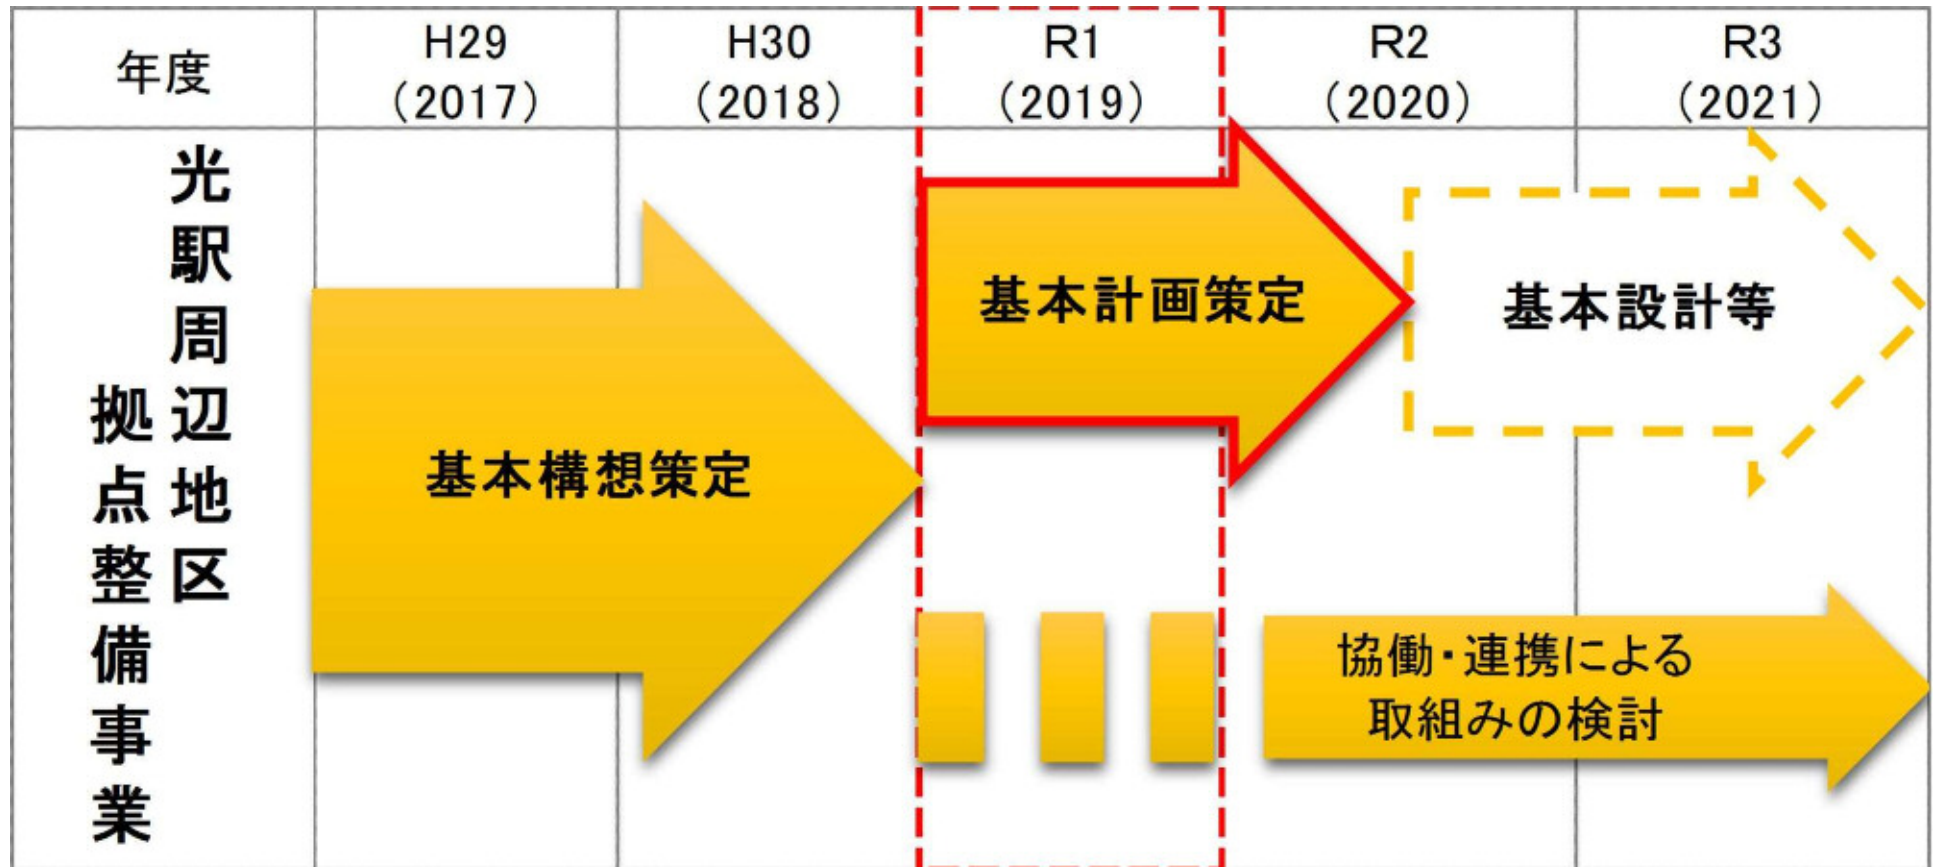 年度
H29
（2017）
H30
（2018）
R1
（2019）
R2
（2020）
R3
（2021）
光駅周辺地区
拠点整備事業
基本構想策定
基本計画策定
基本設計等
協働・連携による
取組みの検討